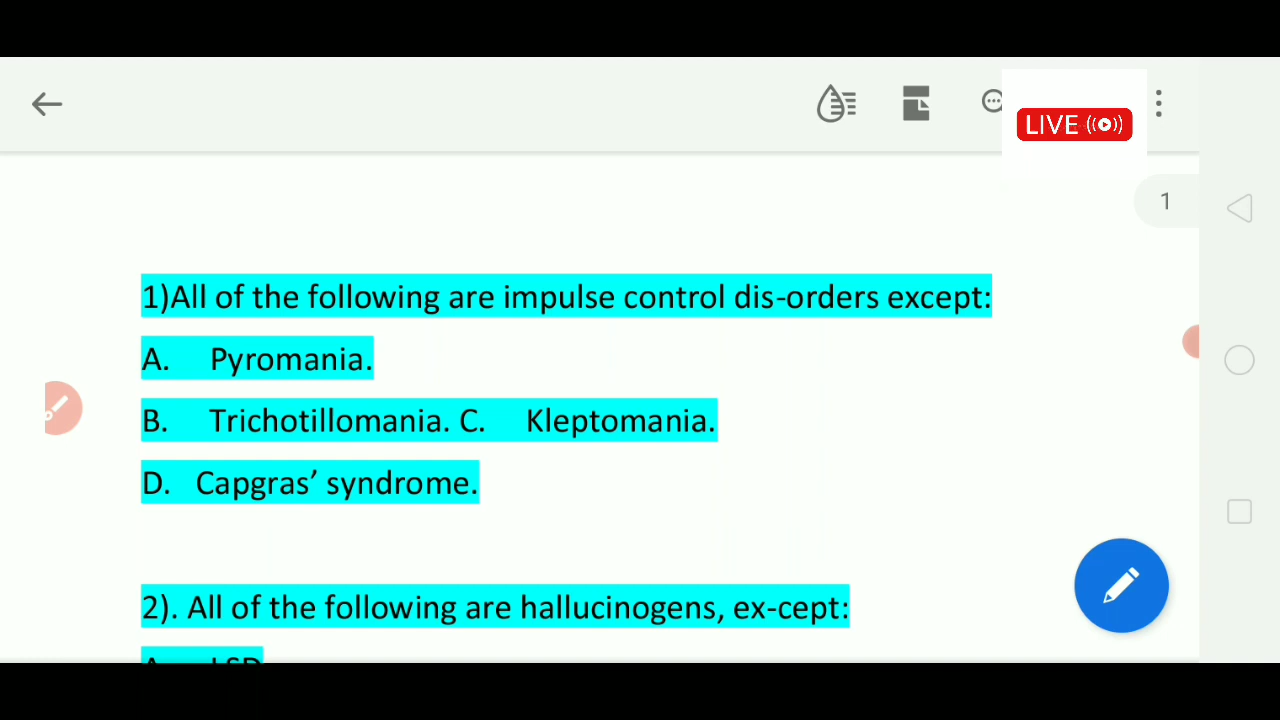 LIVE
1
1)All of the following are impulse control dis-orders except:
A. Pyromania.
B. Trichotillomania. C. Kleptomania.
D. Capgras’ syndrome.
2). All of the following are hallucinogens, ex-cept:
A. LSD